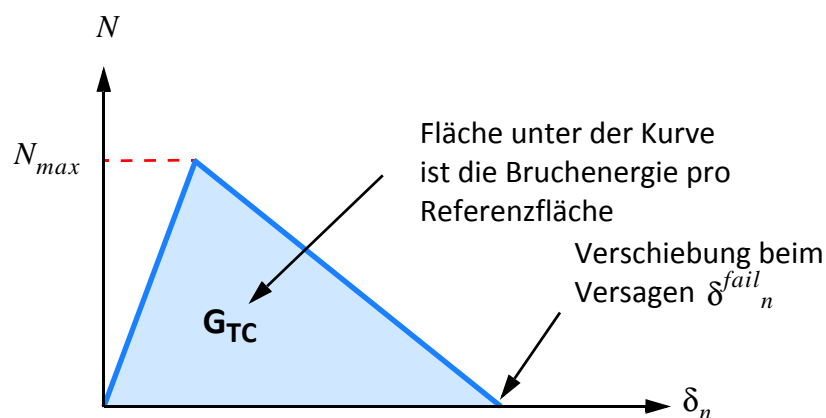 N
N_max
Fläche unter der Kurve
ist die Bruchenergie pro
Referenzfläche
Verschiebung beim
Versagen δ^fail_n
G_TC
δ_n